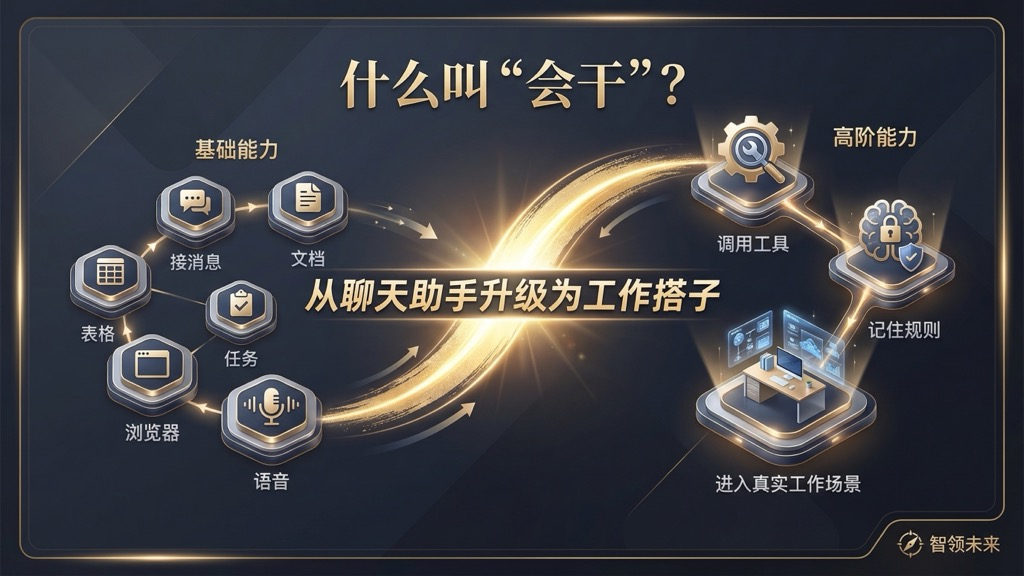 什么叫“会干”？
基础能力
接消息
文档
表格
任务
浏览器
语音
从聊天助手升级为工作搭子
高阶能力
调用工具
记住规则
进入真实工作场景
智领未来